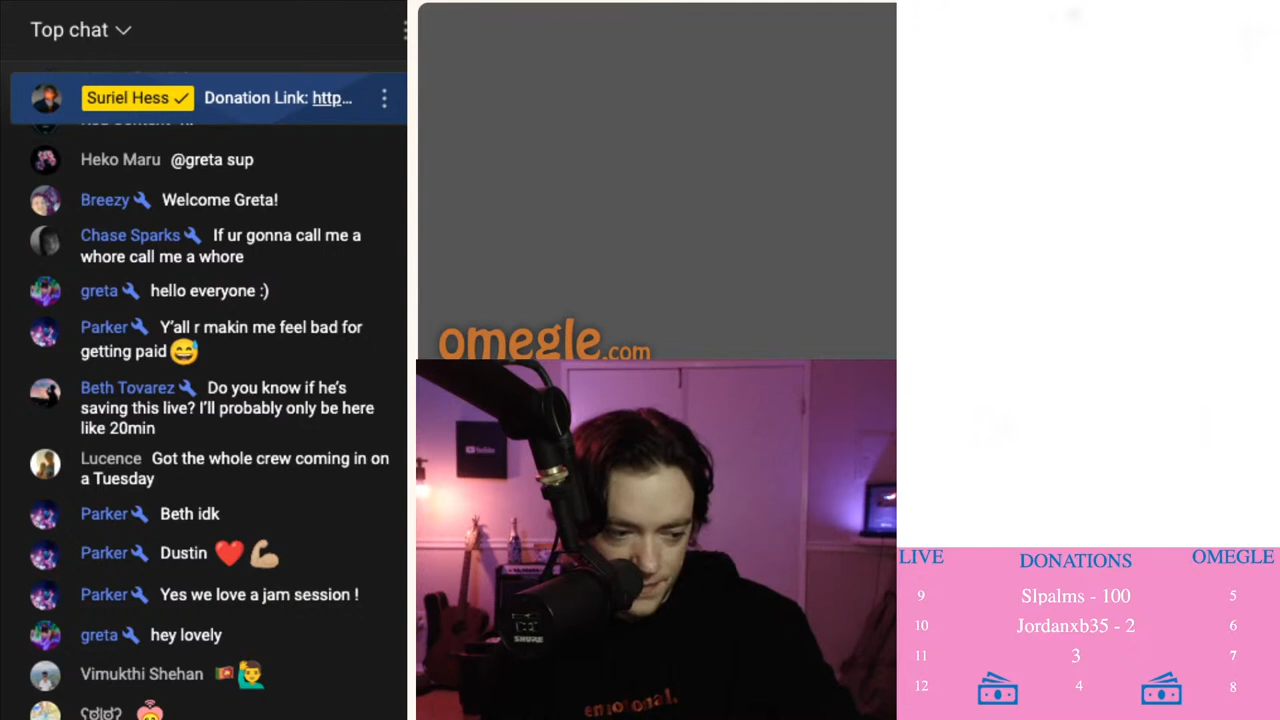 Top chat
Suriel Hess Donation Link: http...
Heko Maru @greta sup
Breezy Welcome Greta!
Chase Sparks If ur gonna call me a
whore call me a whore
greta hello everyone :)
Parker Y'all r makin me feel bad for
getting paid 😅
Beth Tovarez Do you know if he's
saving this live? I'll probably only be here
like 20min
Lucence Got the whole crew coming in on
a Tuesday
Parker Beth idk
Parker Dustin ❤️ 💪🏼
Parker Yes we love a jam session !
greta hey lovely
Vimukthi Shehan 🇱🇰 🙋‍♂️
omegle.com
YouTube
SHURE
emotional.
LIVE DONATIONS OMEGLE
9 Slpalms - 100 5
10 Jordanxb35 - 2 6
11 3 7
12 4 8